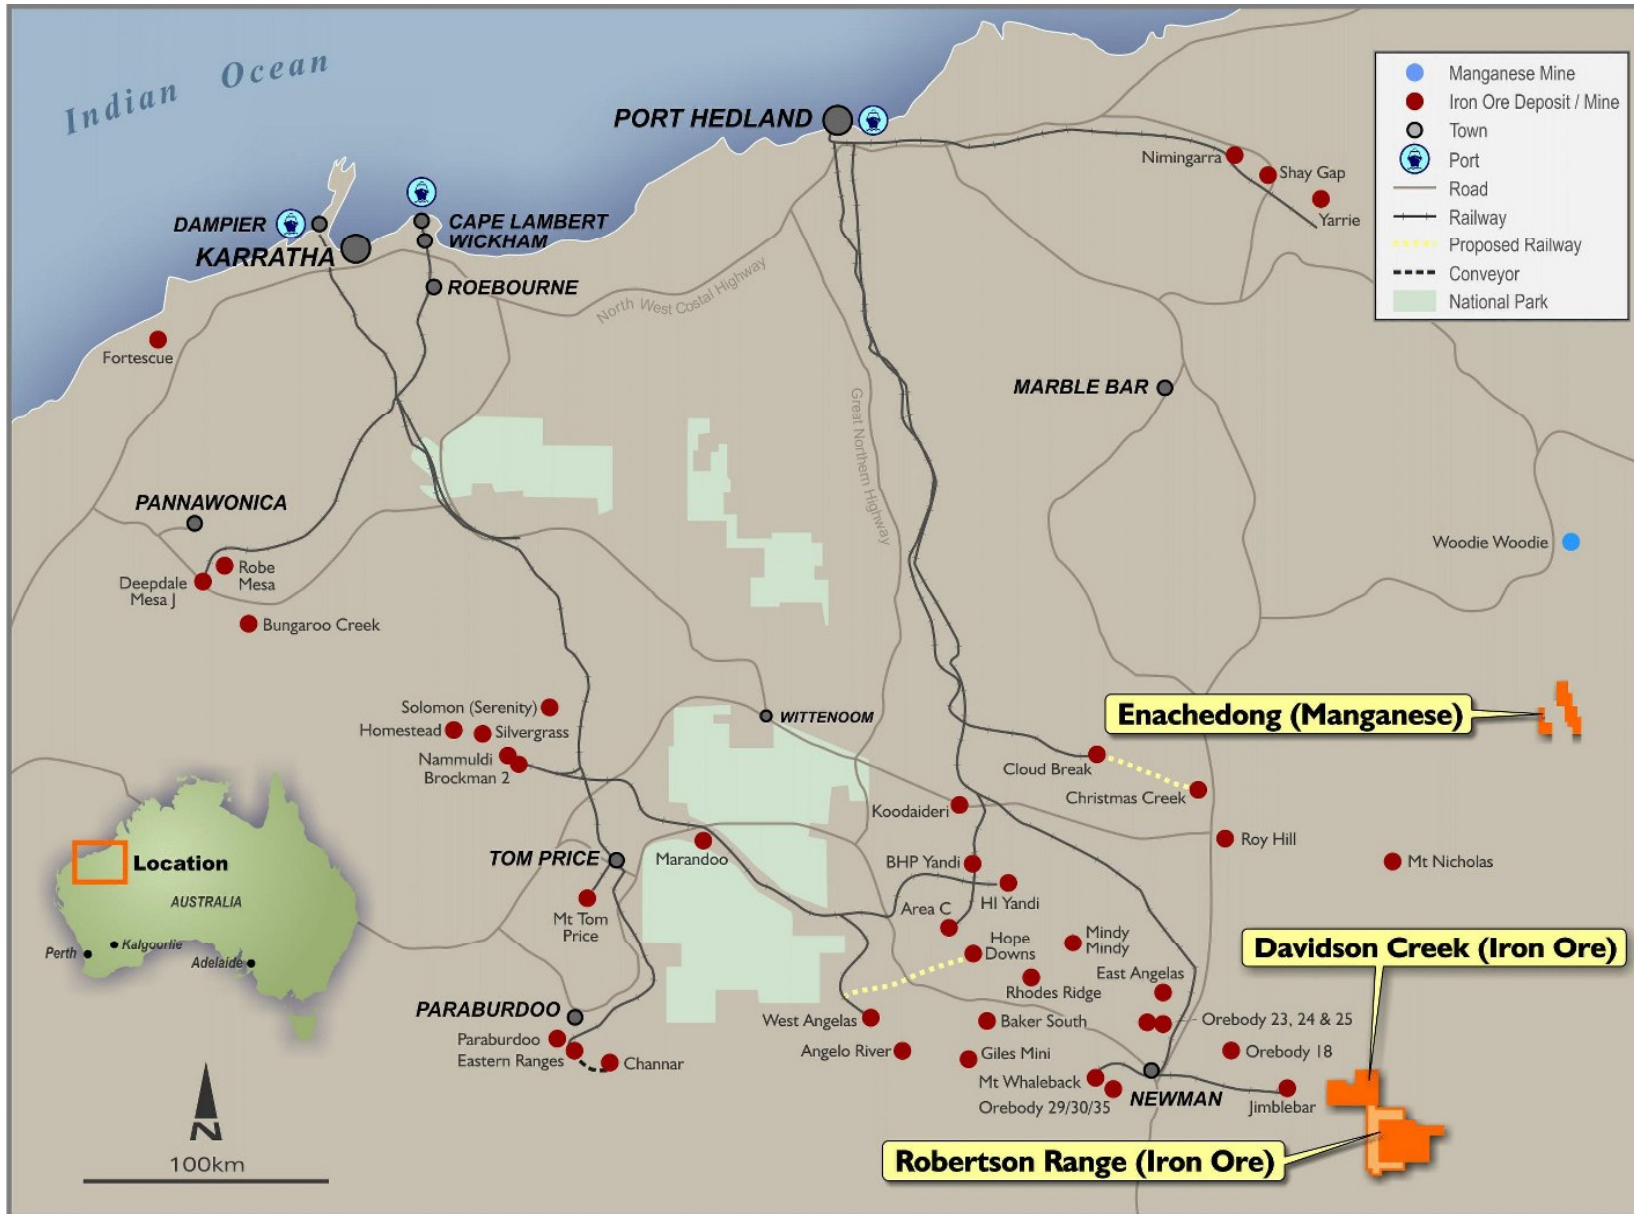 Indian Ocean
PORT HEDLAND
DAMPIER
KARRATHA
CAPE LAMBERT
WICKHAM
ROEBOURNE
Fortescue
North West Costal Highway
Great Northern Highway
Nimingarra
Shay Gap
Yarrie
Manganese Mine
Iron Ore Deposit / Mine
Town
Port
Road
Railway
Proposed Railway
Conveyor
National Park
MARBLE BAR
PANNAWONICA
Robe
Mesa
Deepdale
Mesa J
Bungaroo Creek
Woodie Woodie
Solomon (Serenity)
Homestead
Silvergrass
Nammuldi
Brockman 2
WITTENOOM
Enachedong (Manganese)
Cloud Break
Christmas Creek
Koodaideri
Roy Hill
Mt Nicholas
TOM PRICE
Marandoo
BHP Yandi
HI Yandi
Area C
Mt Tom
Price
Hope
Downs
Mindy
Mindy
Rhodes Ridge
East Angelas
Davidson Creek (Iron Ore)
Location
AUSTRALIA
Perth
Kalgoorlie
Adelaide
PARABURDOO
Paraburdoo
Eastern Ranges
Channar
West Angelas
Baker South
Orebody 23, 24 & 25
Angelo River
Giles Mini
Orebody 18
Mt Whaleback
Orebody 29/30/35
NEWMAN
Jimblebar
Robertson Range (Iron Ore)
N
100km